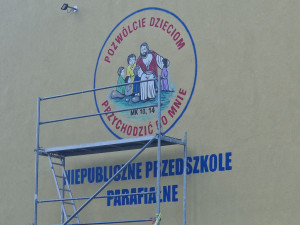 POZWÓLCIE DZIECIOM
PRZYCHODZIĆ DO MNIE
MK 10, 14
NIEPUBLICZNE PRZEDSZKOLE
PARAFIALNE